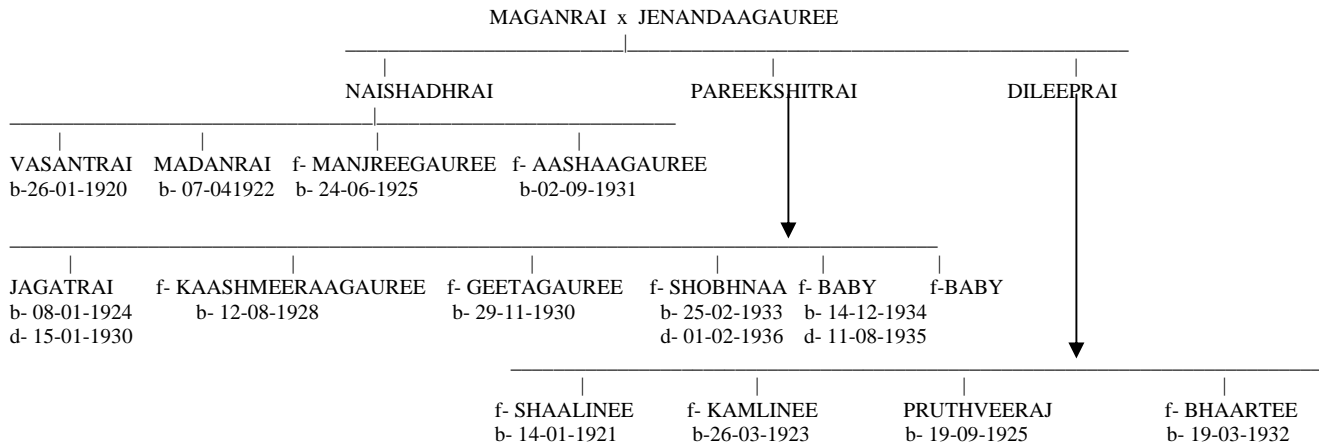 MAGANRAI x JENANDAAGAUREE
NAISHADHRAI PAREEKSHITRAI DILEEPRAI
VASANTRAI MADANRAI f- MANJREEGAUREE f- AASHAAGAUREE
b-26-01-1920 b- 07-041922 b- 24-06-1925 b-02-09-1931
JAGATRAI f- KAASHMEERAAGAUREE f- GEETAGAUREE f- SHOBHNAA f- BABY f-BABY
b- 08-01-1924 b- 12-08-1928 b- 29-11-1930 b- 25-02-1933 b- 14-12-1934
d- 15-01-1930 d- 01-02-1936 d- 11-08-1935
f- SHAALINEE f- KAMLINEE PRUTHVEERAJ f- BHAARTEE
b- 14-01-1921 b-26-03-1923 b- 19-09-1925 b- 19-03-1932